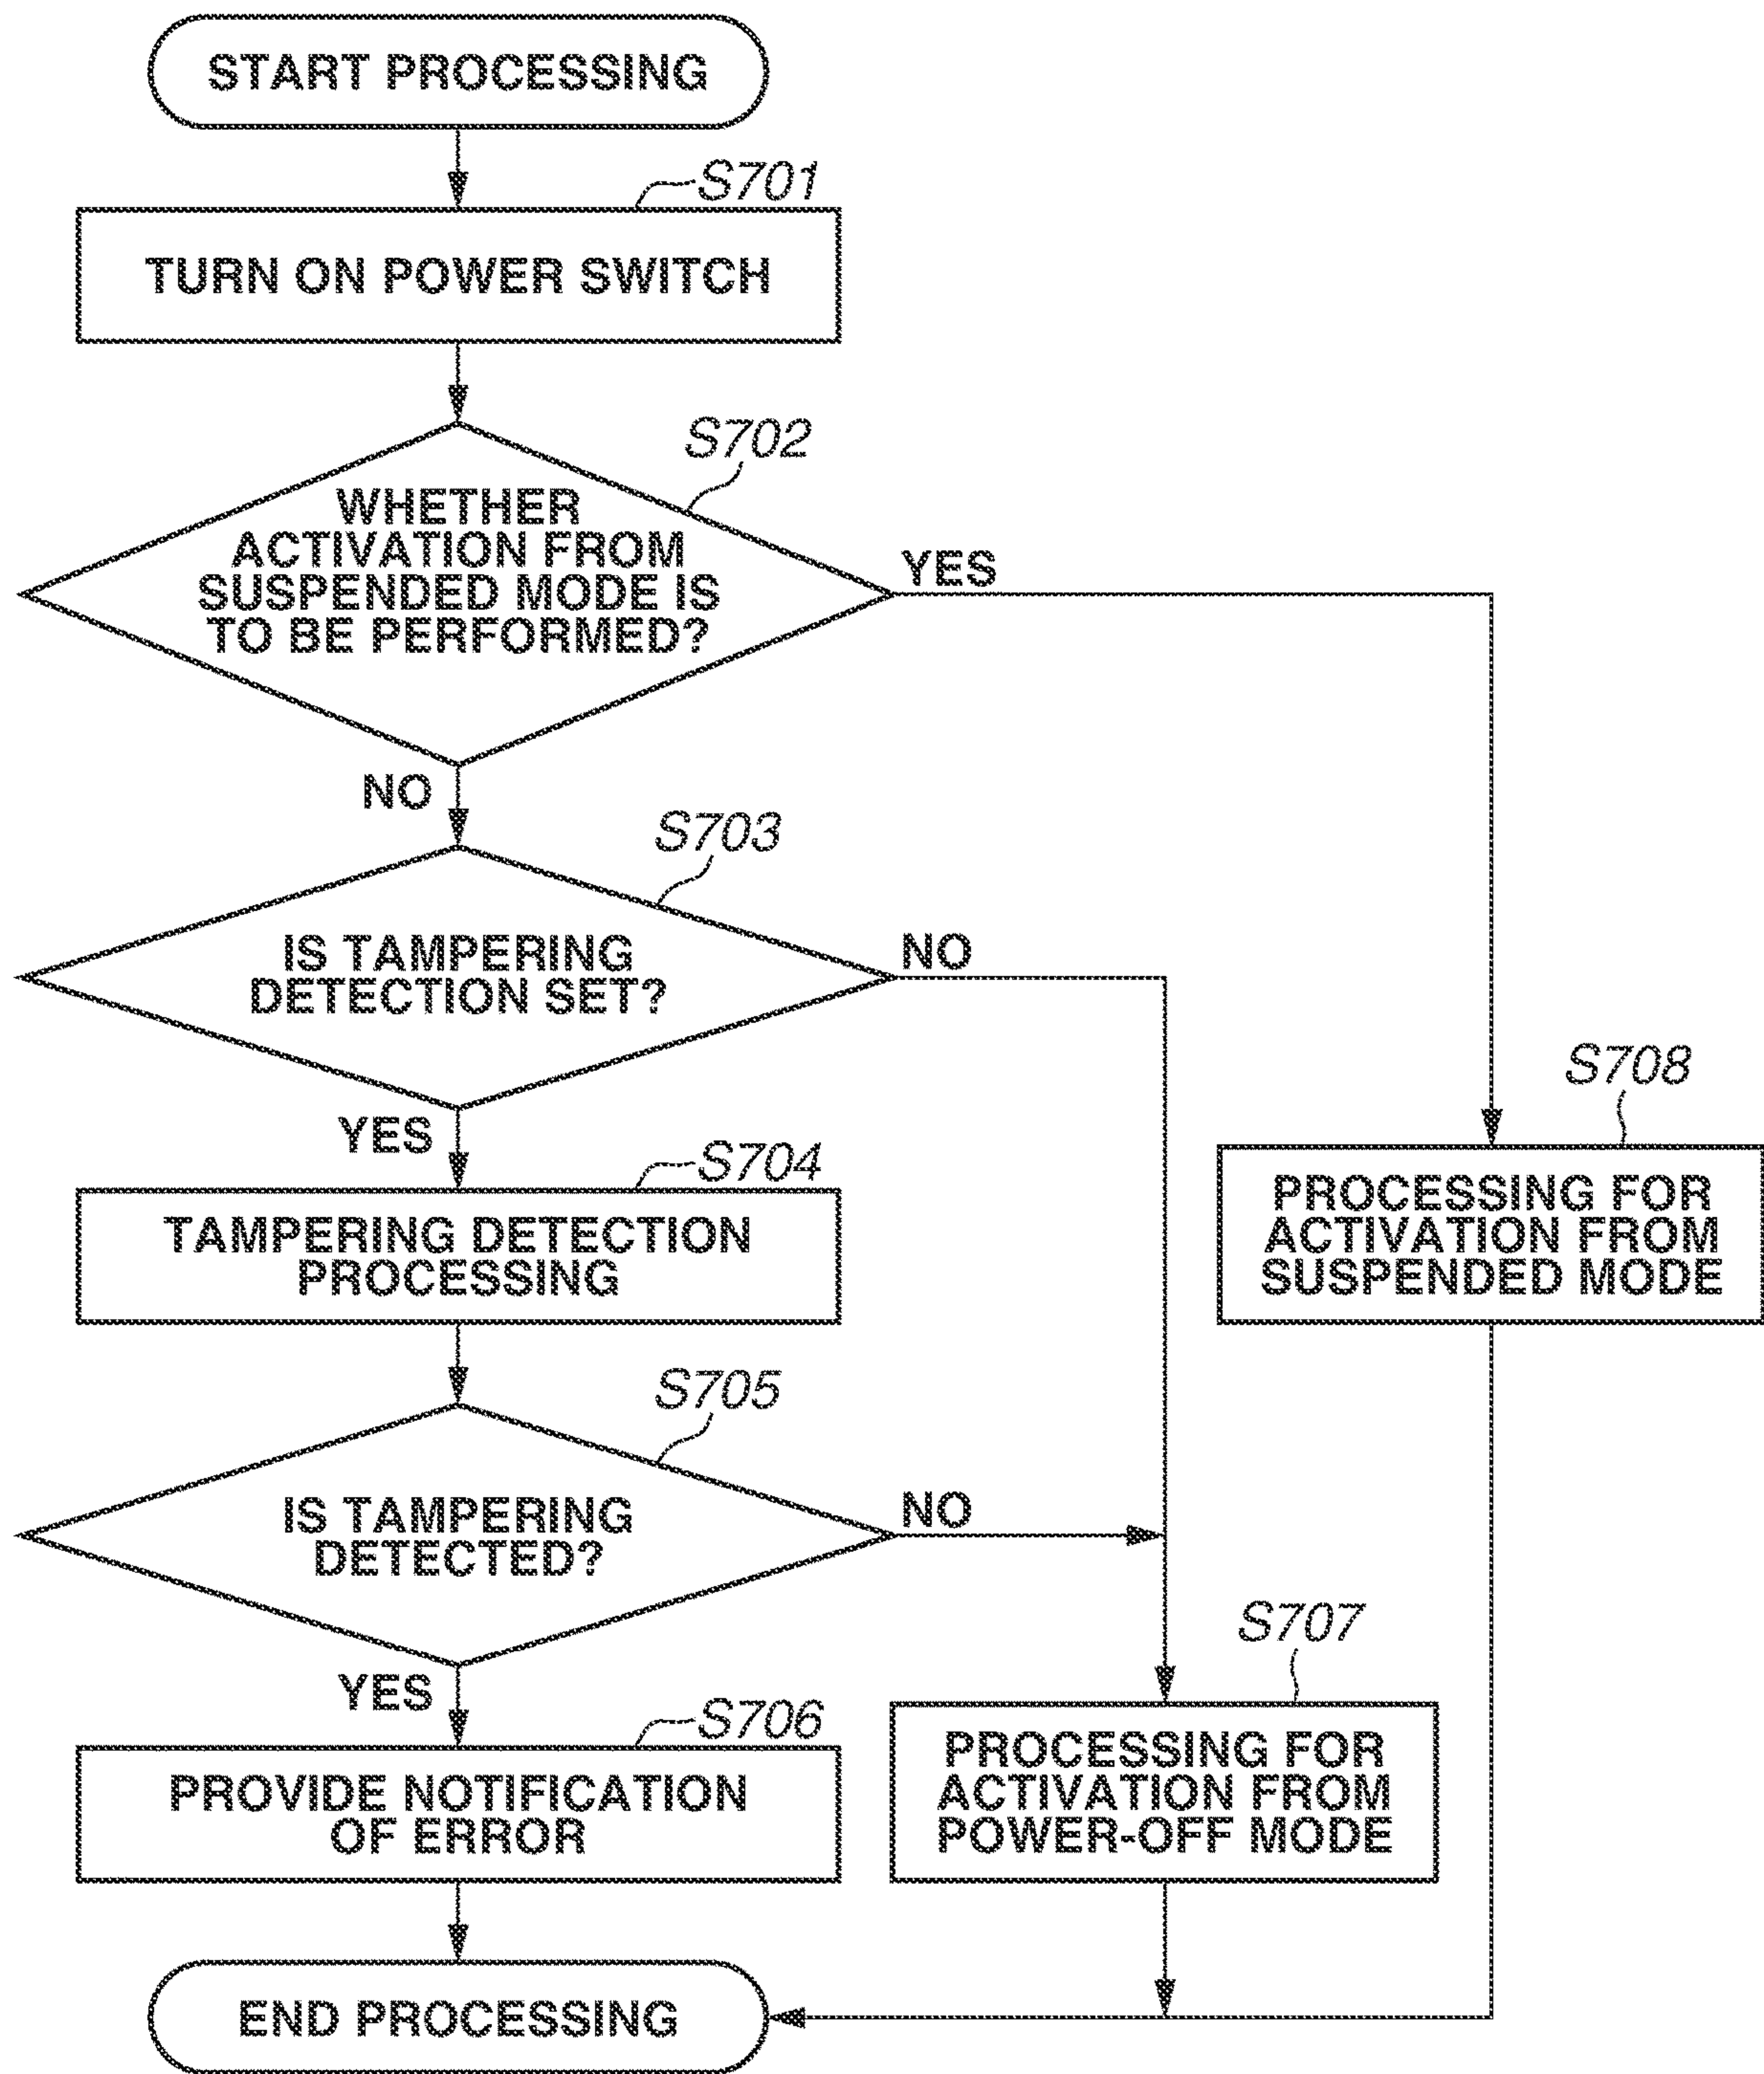 START PROCESSING
S701
TURN ON POWER SWITCH
S702
WHETHER
ACTIVATION FROM
SUSPENDED MODE IS
TO BE PERFORMED?
YES
NO
S703
IS TAMPERING
DETECTION SET?
NO
YES
S704
TAMPERING DETECTION
PROCESSING
S708
PROCESSING FOR
ACTIVATION FROM
SUSPENDED MODE
S705
IS TAMPERING
DETECTED?
NO
YES
S706
PROVIDE NOTIFICATION
OF ERROR
S707
PROCESSING FOR
ACTIVATION FROM
POWER-OFF MODE
END PROCESSING